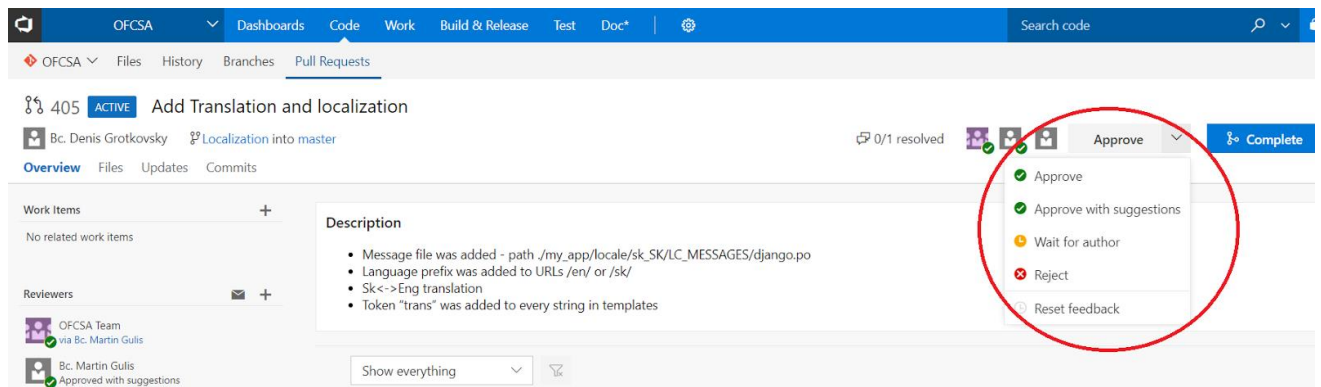 OFCSA Dashboards Code Work Build & Release Test Doc* Search code
OFCSA Files History Branches Pull Requests
405 ACTIVE Add Translation and localization
Bc. Denis Grotkovsky Localization into master 0/1 resolved Approve Complete
Overview Files Updates Commits
Approve
Approve with suggestions
Wait for author
Reject
Reset feedback
Work Items +
No related work items
Reviewers +
OFCSA Team
via Bc. Martin Gulis
Bc. Martin Gulis
Approved with suggestions
Description
• Message file was added - path ./my_app/locale/sk_SK/LC_MESSAGES/django.po
• Language prefix was added to URLs /en/ or /sk/
• Sk<->Eng translation
• Token "trans" was added to every string in templates
Show everything